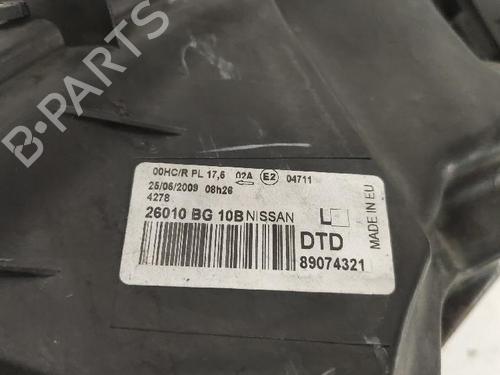 B-PARTS
00HC/R PL 17,5 02A E2 04711
25/06/2009 08h26
4278
26010 BG 10B NISSAN L
DTD
89074321
MADE IN EU